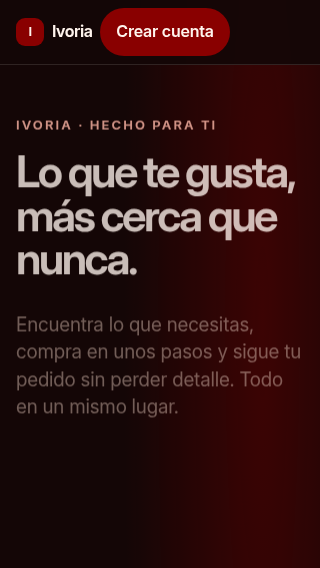 I Ivoria Crear cuenta
IVORIA · HECHO PARA TI
Lo que te gusta,
más cerca que
nunca.
Encuentra lo que necesitas,
compra en unos pasos y sigue tu
pedido sin perder detalle. Todo
en un mismo lugar.